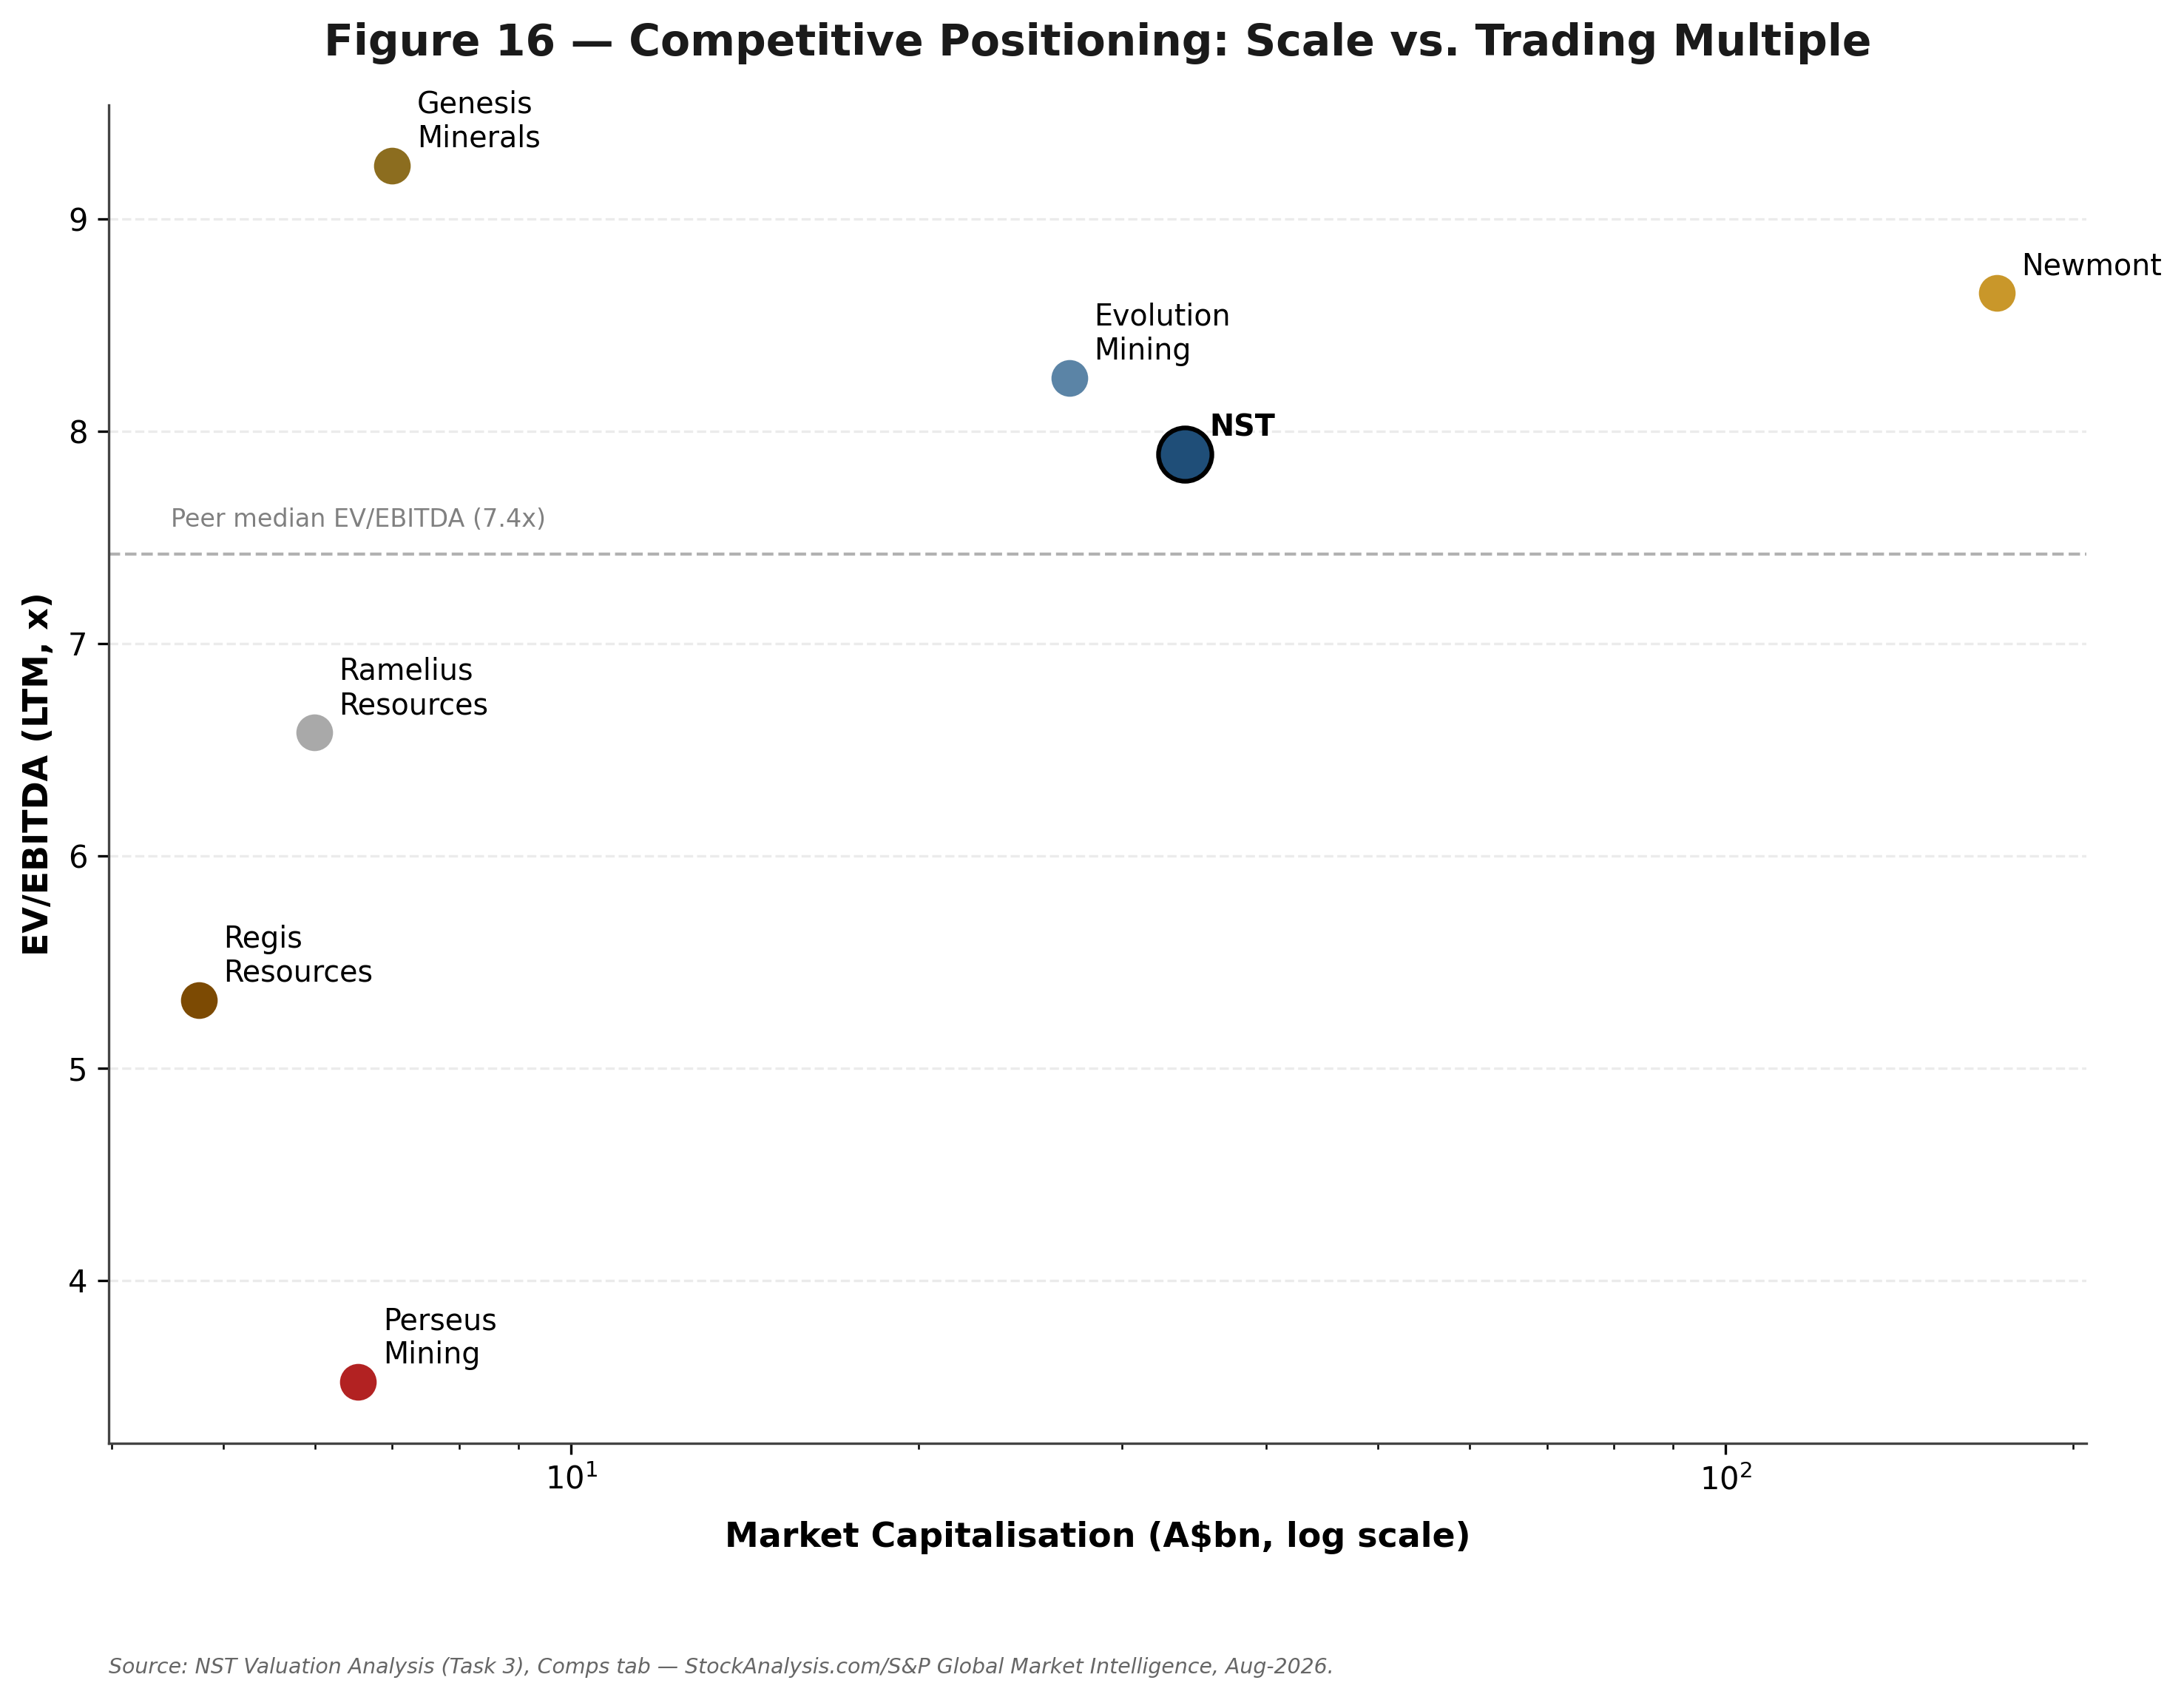 Figure 16 — Competitive Positioning: Scale vs. Trading Multiple
Genesis
Minerals
9
Newmont
Evolution
Mining
8
NST
Peer median EV/EBITDA (7.4x)
7
Ramelius
Resources
EV/EBITDA (LTM, x)
6
Regis
Resources
5
4
Perseus
Mining
10¹
10²
Market Capitalisation (A$bn, log scale)
Source: NST Valuation Analysis (Task 3), Comps tab — StockAnalysis.com/S&P Global Market Intelligence, Aug-2026.